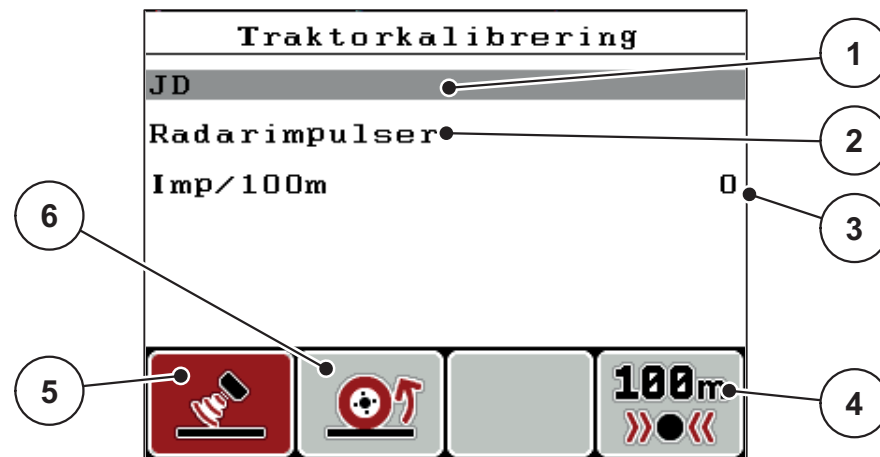 Traktorkalibrering
JD
Radarimpulser
Imp/100m 0
100m
1
2
3
4
5
6